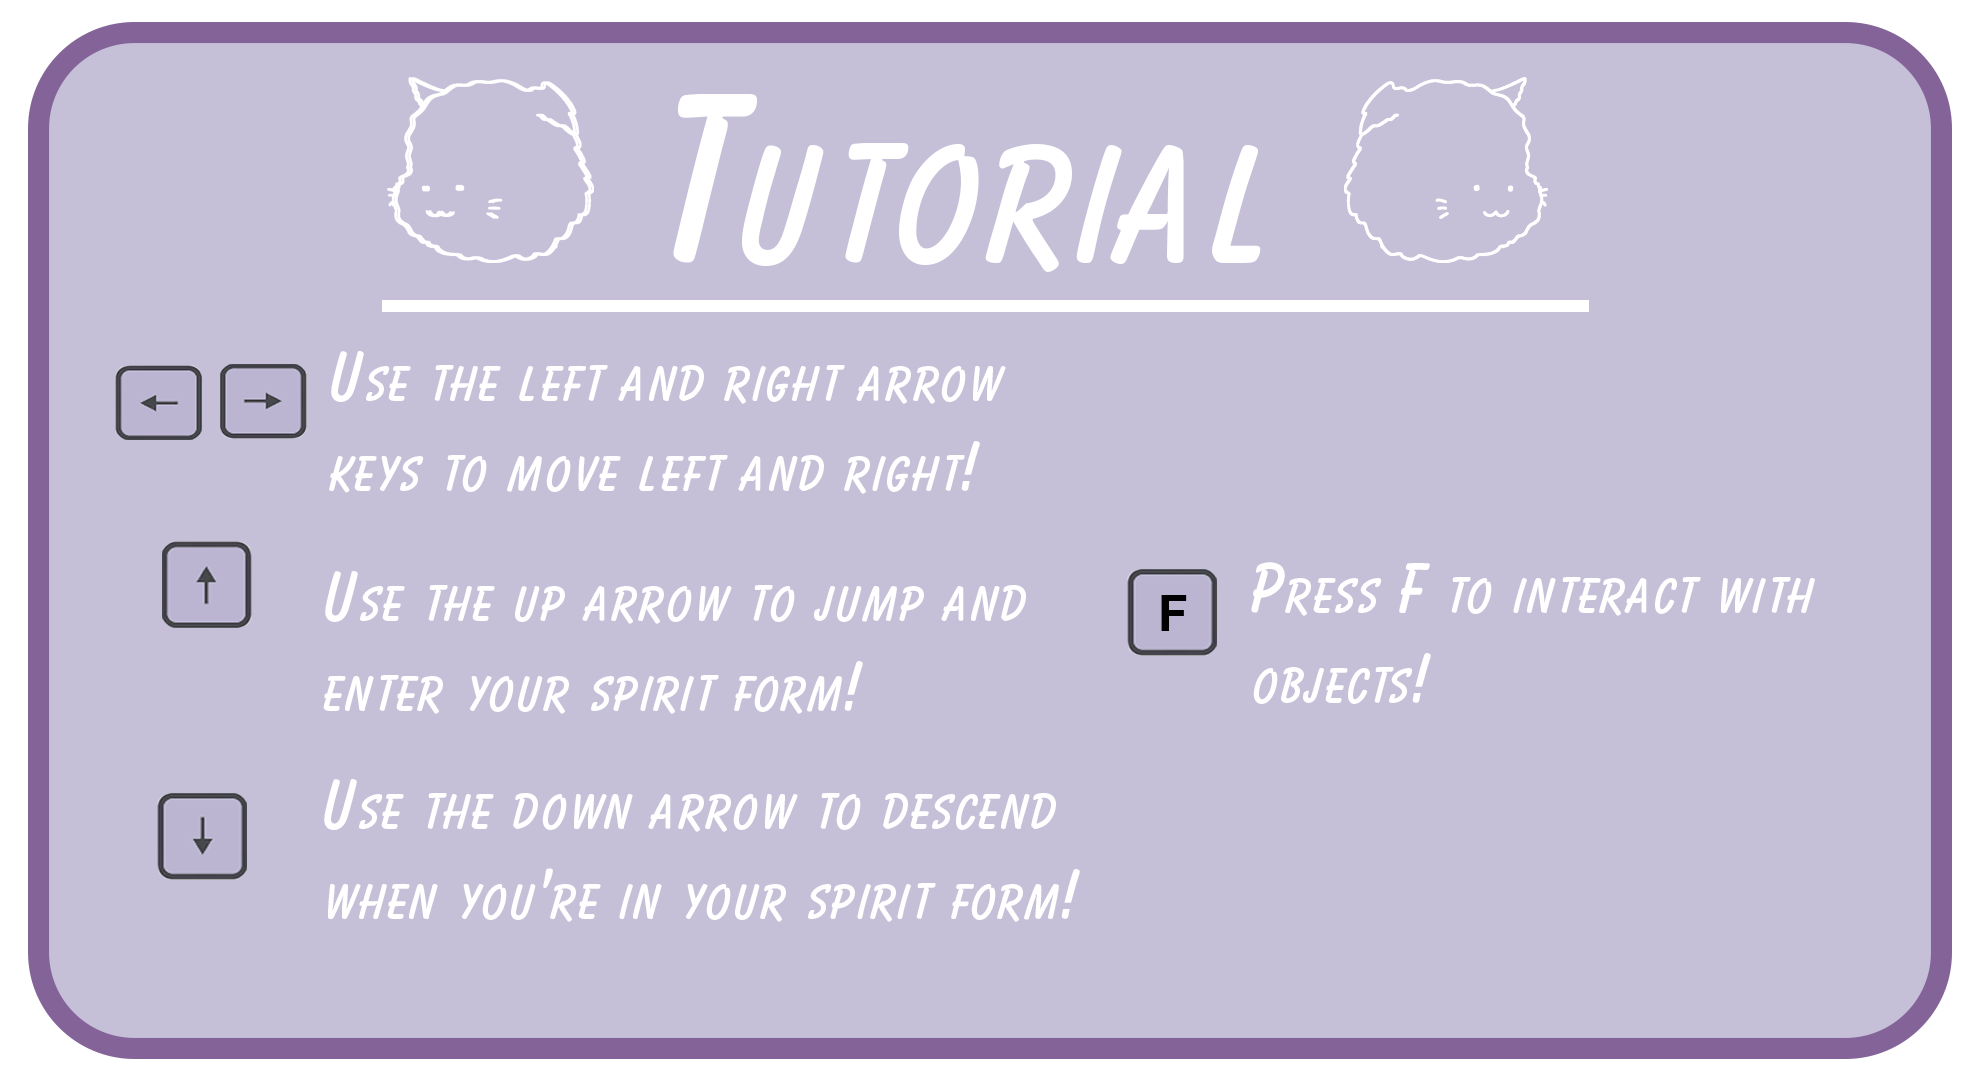 Tutorial
← → Use the left and right arrow
keys to move left and right!
↑ Use the up arrow to jump and
enter your spirit form!
↓ Use the down arrow to descend
when you're in your spirit form!
F Press F to interact with
objects!